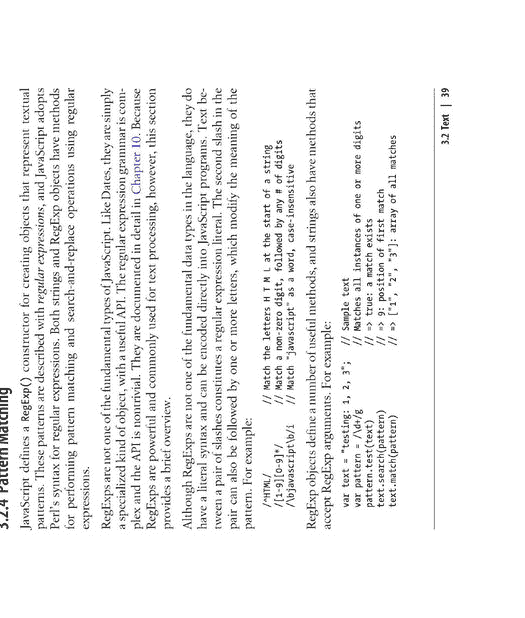 3.2.4 Pattern Matching
JavaScript defines a RegExp() constructor for creating objects that represent textual
patterns. These patterns are described with regular expressions, and JavaScript adopts
Perl's syntax for regular expressions. Both strings and RegExp objects have methods
for performing pattern matching and search-and-replace operations using regular
expressions.
RegExps are not one of the fundamental types of JavaScript. Like Dates, they are simply
a specialized kind of object, with a useful API. The regular expression grammar is com-
plex and the API is nontrivial. They are documented in detail in Chapter 10. Because
RegExps are powerful and commonly used for text processing, however, this section
provides a brief overview.
Although RegExps are not one of the fundamental data types in the language, they do
have a literal syntax and can be encoded directly into JavaScript programs. Text be-
tween a pair of slashes constitutes a regular expression literal. The second slash in the
pair can also be followed by one or more letters, which modify the meaning of the
pattern. For example:
/^HTML/ // Match the letters H T M L at the start of a string
/[1-9][0-9]*/ // Match a non-zero digit, followed by any # of digits
/\bjavascript\b/i // Match "javascript" as a word, case-insensitive
RegExp objects define a number of useful methods, and strings also have methods that
accept RegExp arguments. For example:
var text = "testing: 1, 2, 3"; // Sample text
var pattern = /\d+/g // Matches all instances of one or more digits
pattern.test(text) // => true: a match exists
text.search(pattern) // => 9: position of first match
text.match(pattern) // => ["1", "2", "3"]: array of all matches
3.2 Text | 39